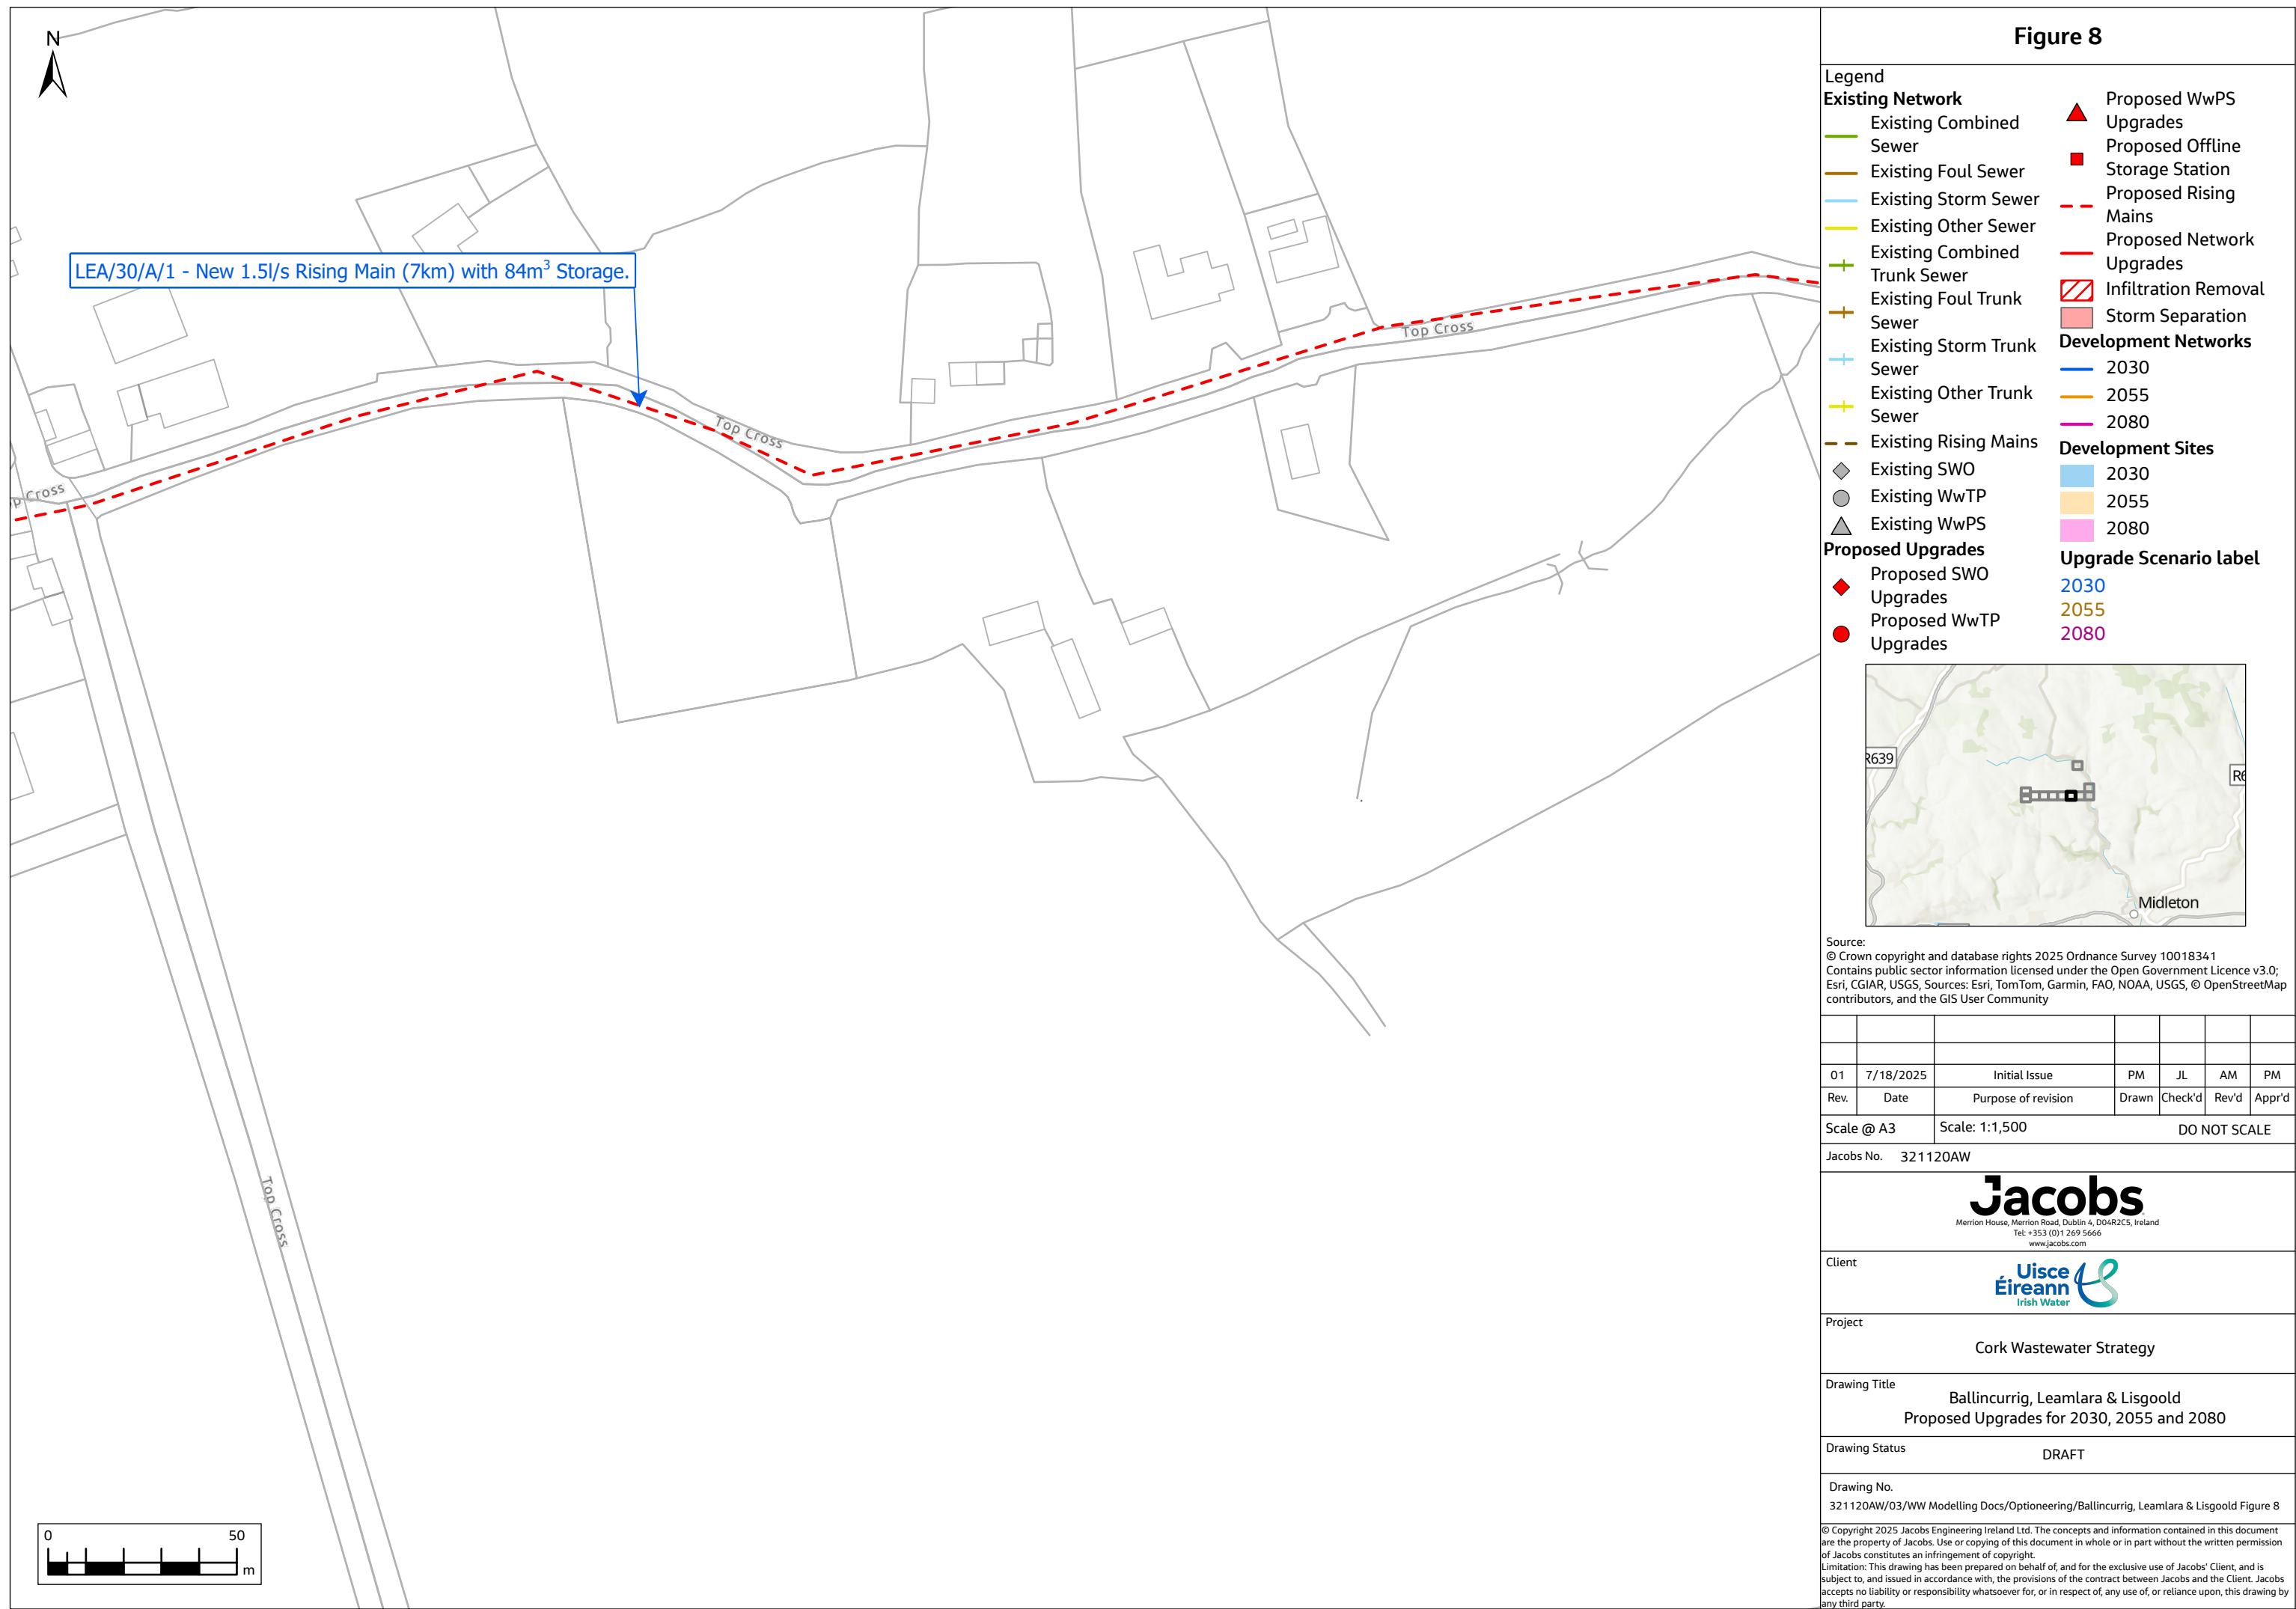 N
LEA/30/A/1 - New 1.5l/s Rising Main (7km) with 84m³ Storage.
Top Cross
Top Cross
Top Cross
Top Cross
0 50
m
Figure 8
Legend
Existing Network
Existing Combined
Sewer
Existing Foul Sewer
Existing Storm Sewer
Existing Other Sewer
Existing Combined
Trunk Sewer
Existing Foul Trunk
Sewer
Existing Storm Trunk
Sewer
Existing Other Trunk
Sewer
Existing Rising Mains
Existing SWO
Existing WwTP
Existing WwPS
Proposed Upgrades
Proposed SWO
Upgrades
Proposed WwTP
Upgrades
Proposed WwPS
Upgrades
Proposed Offline
Storage Station
Proposed Rising
Mains
Proposed Network
Upgrades
Infiltration Removal
Storm Separation
Development Networks
2030
2055
2080
Development Sites
2030
2055
2080
Upgrade Scenario label
2030
2055
2080
R639
R6
Midleton
Source:
© Crown copyright and database rights 2025 Ordnance Survey 10018341
Contains public sector information licensed under the Open Government Licence v3.0;
Esri, CGIAR, USGS, Sources: Esri, TomTom, Garmin, FAO, NOAA, USGS, © OpenStreetMap
contributors, and the GIS User Community
01 7/18/2025 Initial Issue PM JL AM PM
Rev. Date Purpose of revision Drawn Check'd Rev'd Appr'd
Scale @ A3 Scale: 1:1,500 DO NOT SCALE
Jacobs No. 321120AW
Jacobs
Merrion House, Merrion Road, Dublin 4, D04R2C5, Ireland
Tel: +353 (0)1 269 5666
www.jacobs.com
Client
Uisce
Éireann
Irish Water
Project
Cork Wastewater Strategy
Drawing Title
Ballincurrig, Leamlara & Lisgoold
Proposed Upgrades for 2030, 2055 and 2080
Drawing Status
DRAFT
Drawing No.
321120AW/03/WW Modelling Docs/Optioneering/Ballincurrig, Leamlara & Lisgoold Figure 8
© Copyright 2025 Jacobs Engineering Ireland Ltd. The concepts and information contained in this document
are the property of Jacobs. Use or copying of this document in whole or in part without the written permission
of Jacobs constitutes an infringement of copyright.
Limitation: This drawing has been prepared on behalf of, and for the exclusive use of Jacobs' Client, and is
subject to, and issued in accordance with, the provisions of the contract between Jacobs and the Client. Jacobs
accepts no liability or responsibility whatsoever for, or in respect of, any use of, or reliance upon, this drawing by
any third party.